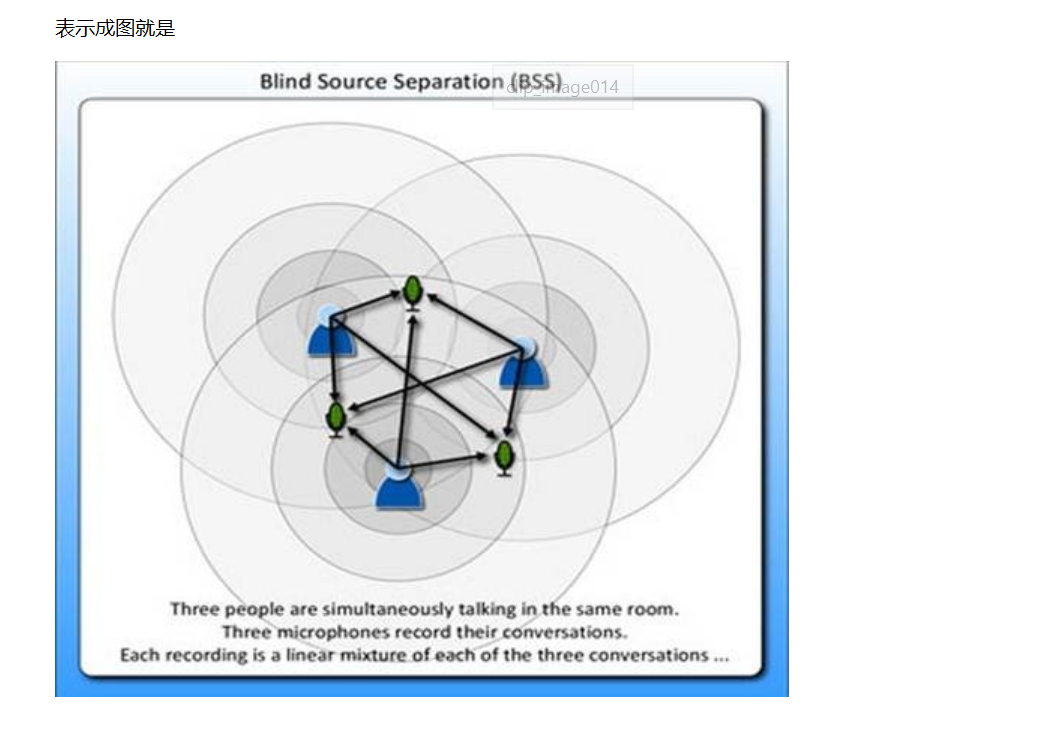 表示成图就是
Blind Source Separation (BSS)
clip_image014
Three people are simultaneously talking in the same room.
Three microphones record their conversations.
Each recording is a linear mixture of each of the three conversations ...